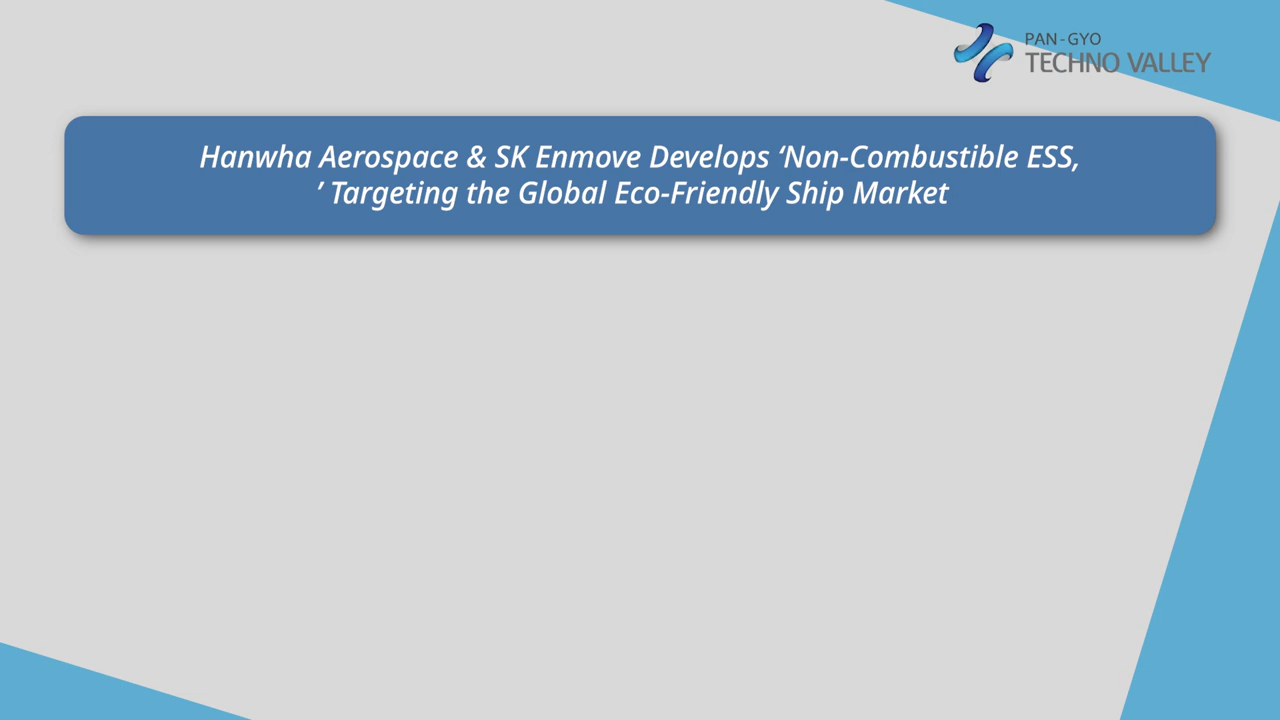 PAN-GYO
TECHNO VALLEY
Hanwha Aerospace & SK Enmove Develops ‘Non-Combustible ESS,
’ Targeting the Global Eco-Friendly Ship Market